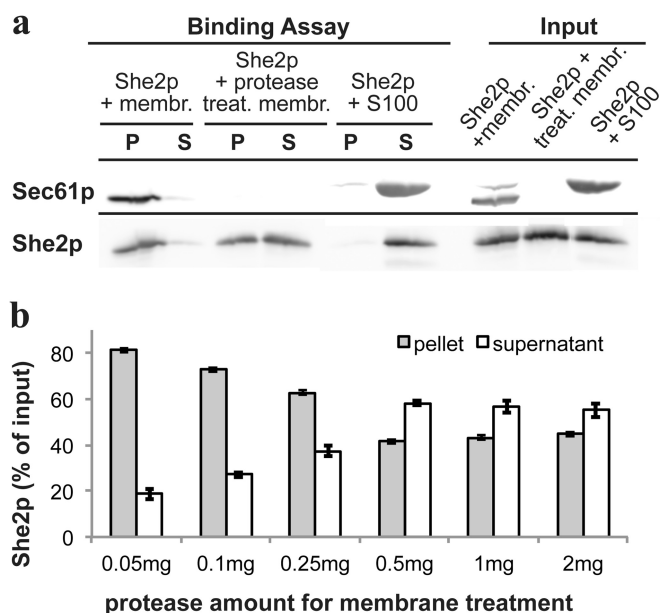 a
Binding Assay Input
She2p + membr.
She2p + protease treat. membr.
She2p + S100
She2p +membr.
She2p + treat. membr.
She2p + S100
P S P S P S
Sec61p
She2p
b
pellet supernatant
She2p (% of input)
80
60
40
20
0
0.05mg 0.1mg 0.25mg 0.5mg 1mg 2mg
protease amount for membrane treatment